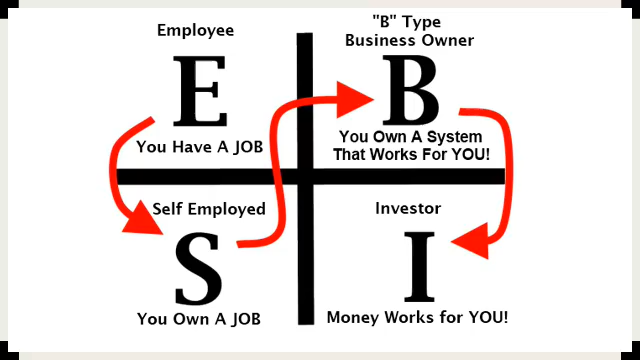 Employee
E
You Have A JOB
"B" Type
Business Owner
B
You Own A System
That Works For YOU!
Self Employed
S
You Own A JOB
Investor
I
Money Works for YOU!